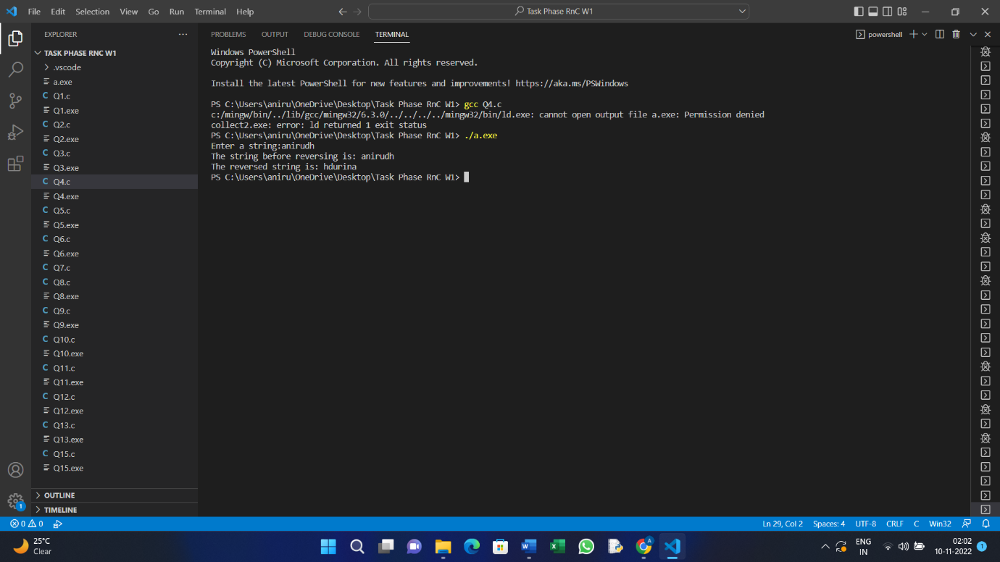 File Edit Selection View Go Run Terminal Help
Task Phase RnC W1
EXPLORER
TASK PHASE RNC W1
.vscode
a.exe
Q1.c
Q1.exe
Q2.c
Q2.exe
Q3.c
Q3.exe
Q4.c
Q4.exe
Q5.c
Q5.exe
Q6.c
Q6.exe
Q7.c
Q8.c
Q8.exe
Q9.c
Q9.exe
Q10.c
Q10.exe
Q11.c
Q11.exe
Q12.c
Q12.exe
Q13.c
Q13.exe
Q15.c
Q15.exe
OUTLINE
TIMELINE
PROBLEMS OUTPUT DEBUG CONSOLE TERMINAL
powershell
Windows PowerShell
Copyright (C) Microsoft Corporation. All rights reserved.
Install the latest PowerShell for new features and improvements! https://aka.ms/PSWindows
PS C:\Users\aniru\OneDrive\Desktop\Task Phase RnC W1> gcc Q4.c
c:/mingw/bin/../lib/gcc/mingw32/6.3.0/../../../../mingw32/bin/ld.exe: cannot open output file a.exe: Permission denied
collect2.exe: error: ld returned 1 exit status
PS C:\Users\aniru\OneDrive\Desktop\Task Phase RnC W1> ./a.exe
Enter a string:anirudh
The string before reversing is: anirudh
The reversed string is: hdurina
PS C:\Users\aniru\OneDrive\Desktop\Task Phase RnC W1>
1
0 0
Ln 29, Col 2 Spaces: 4 UTF-8 CRLF C Win32
25°C
Clear
A
ENG
IN
02:02
10-11-2022
1